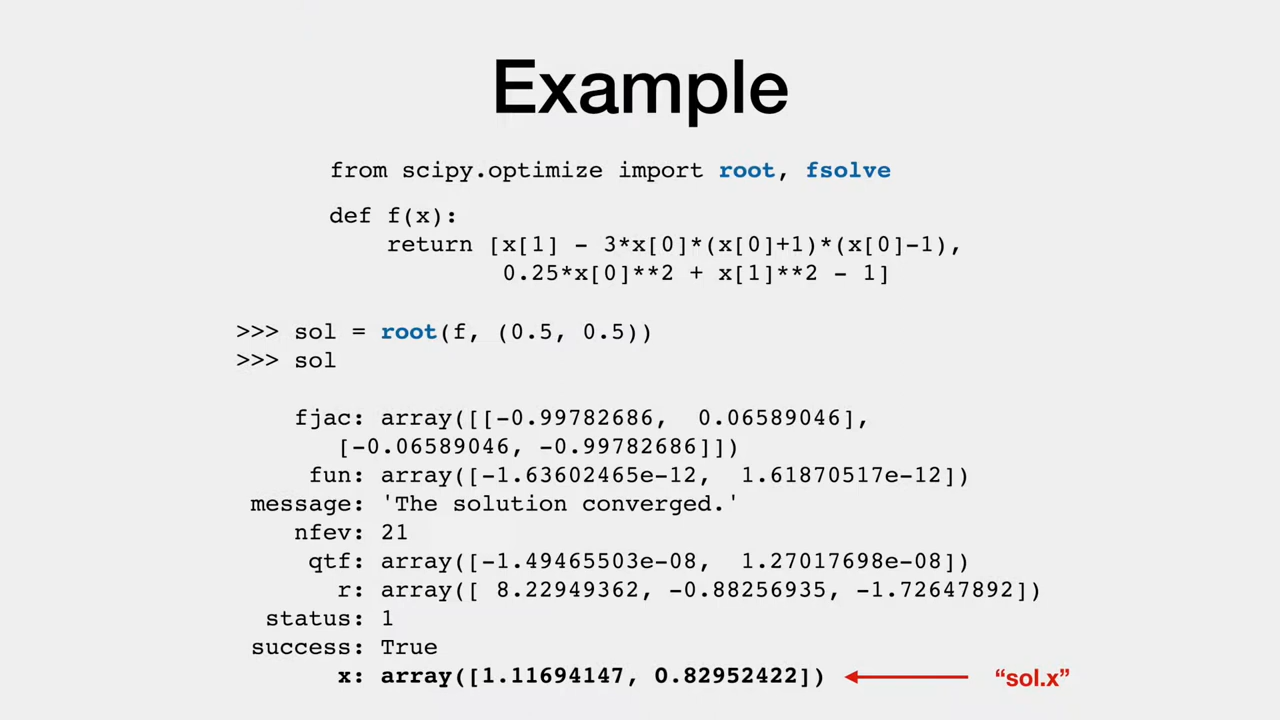 Example
from scipy.optimize import root, fsolve
def f(x):
    return [x[1] - 3*x[0]*(x[0]+1)*(x[0]-1),
            0.25*x[0]**2 + x[1]**2 - 1]
>>> sol = root(f, (0.5, 0.5))
>>> sol
    fjac: array([[-0.99782686,  0.06589046],
       [-0.06589046, -0.99782686]])
     fun: array([-1.63602465e-12,  1.61870517e-12])
 message: 'The solution converged.'
    nfev: 21
     qtf: array([-1.49465503e-08,  1.27017698e-08])
       r: array([ 8.22949362, -0.88256935, -1.72647892])
  status: 1
 success: True
       x: array([1.11694147, 0.82952422]) “sol.x”